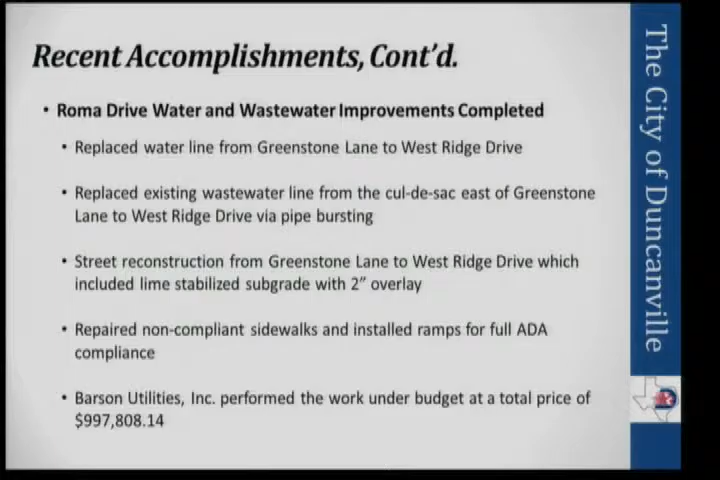 Recent Accomplishments, Cont'd.
• Roma Drive Water and Wastewater Improvements Completed
• Replaced water line from Greenstone Lane to West Ridge Drive
• Replaced existing wastewater line from the cul-de-sac east of Greenstone
Lane to West Ridge Drive via pipe bursting
• Street reconstruction from Greenstone Lane to West Ridge Drive which
included lime stabilized subgrade with 2” overlay
• Repaired non-compliant sidewalks and installed ramps for full ADA
compliance
• Barson Utilities, Inc. performed the work under budget at a total price of
$997,808.14
The City of Duncanville